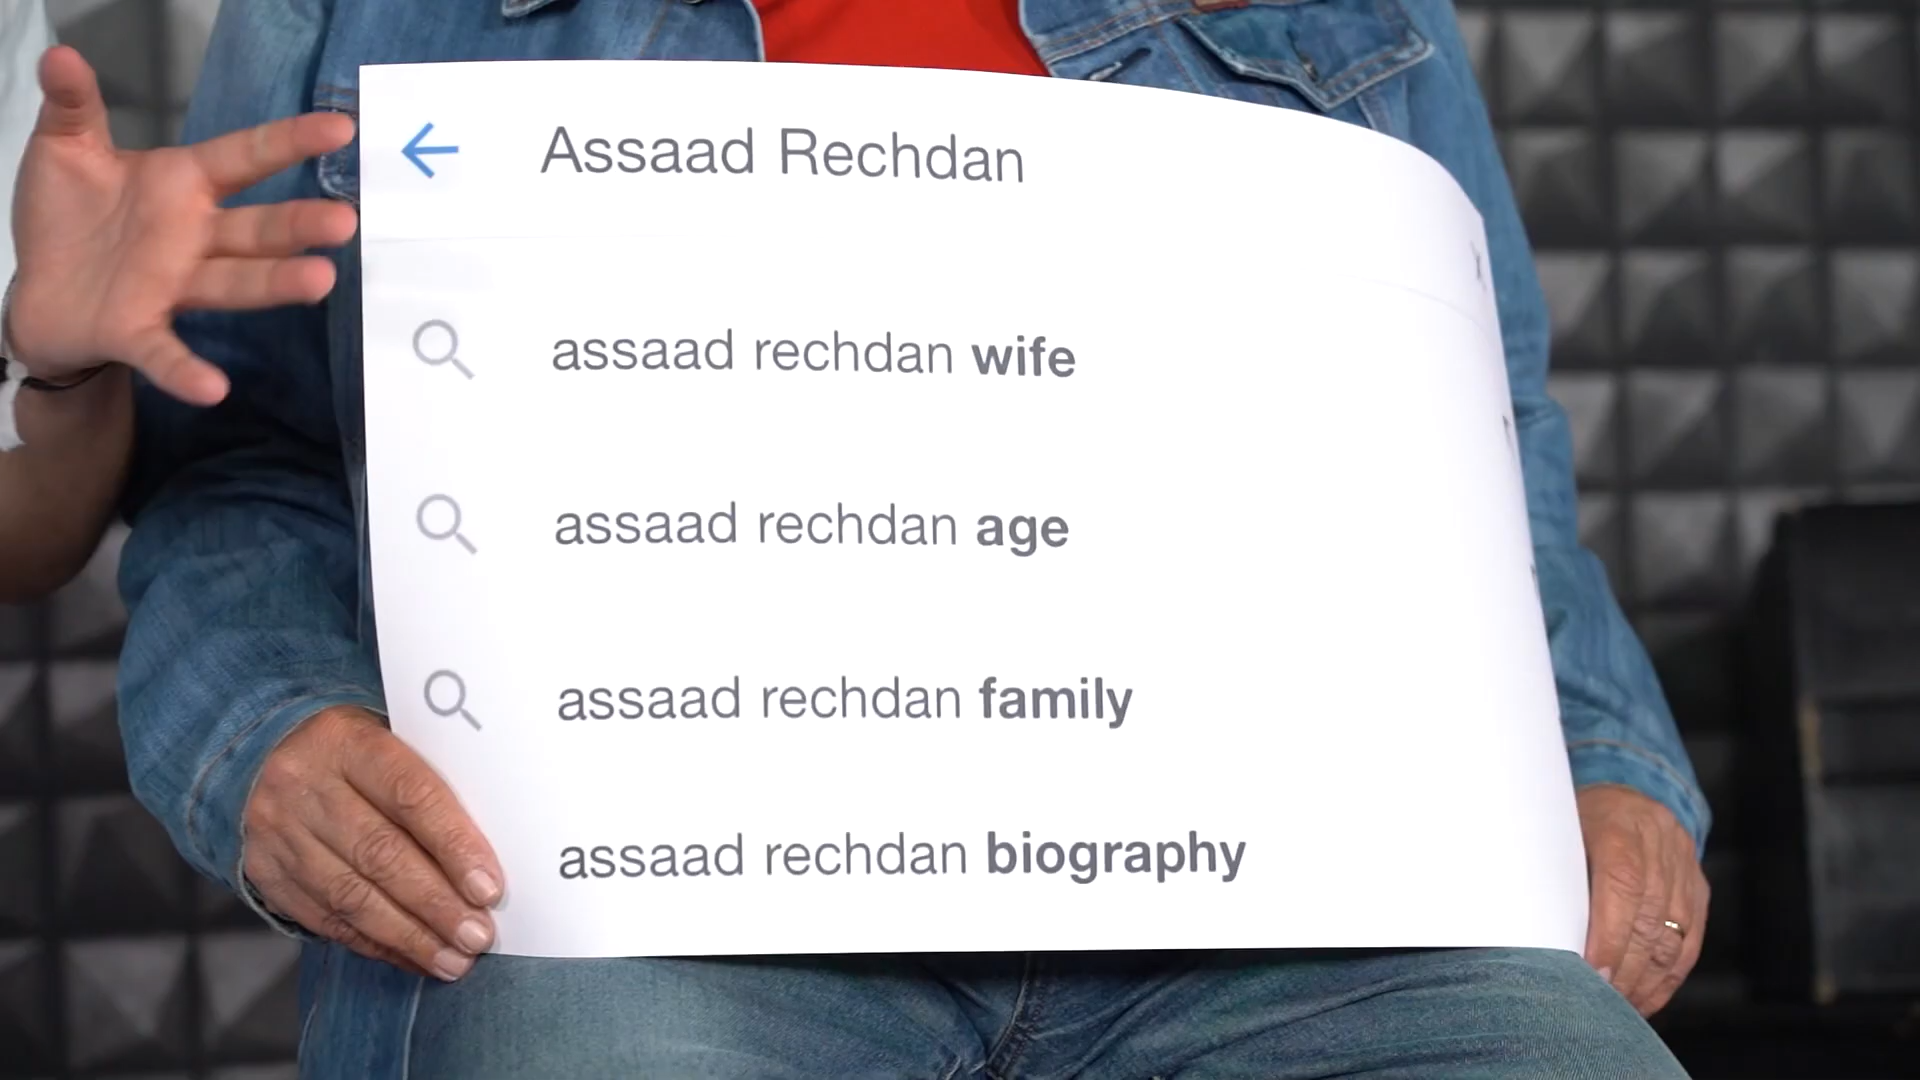 Assaad Rechdan
assaad rechdan wife
assaad rechdan age
assaad rechdan family
assaad rechdan biography